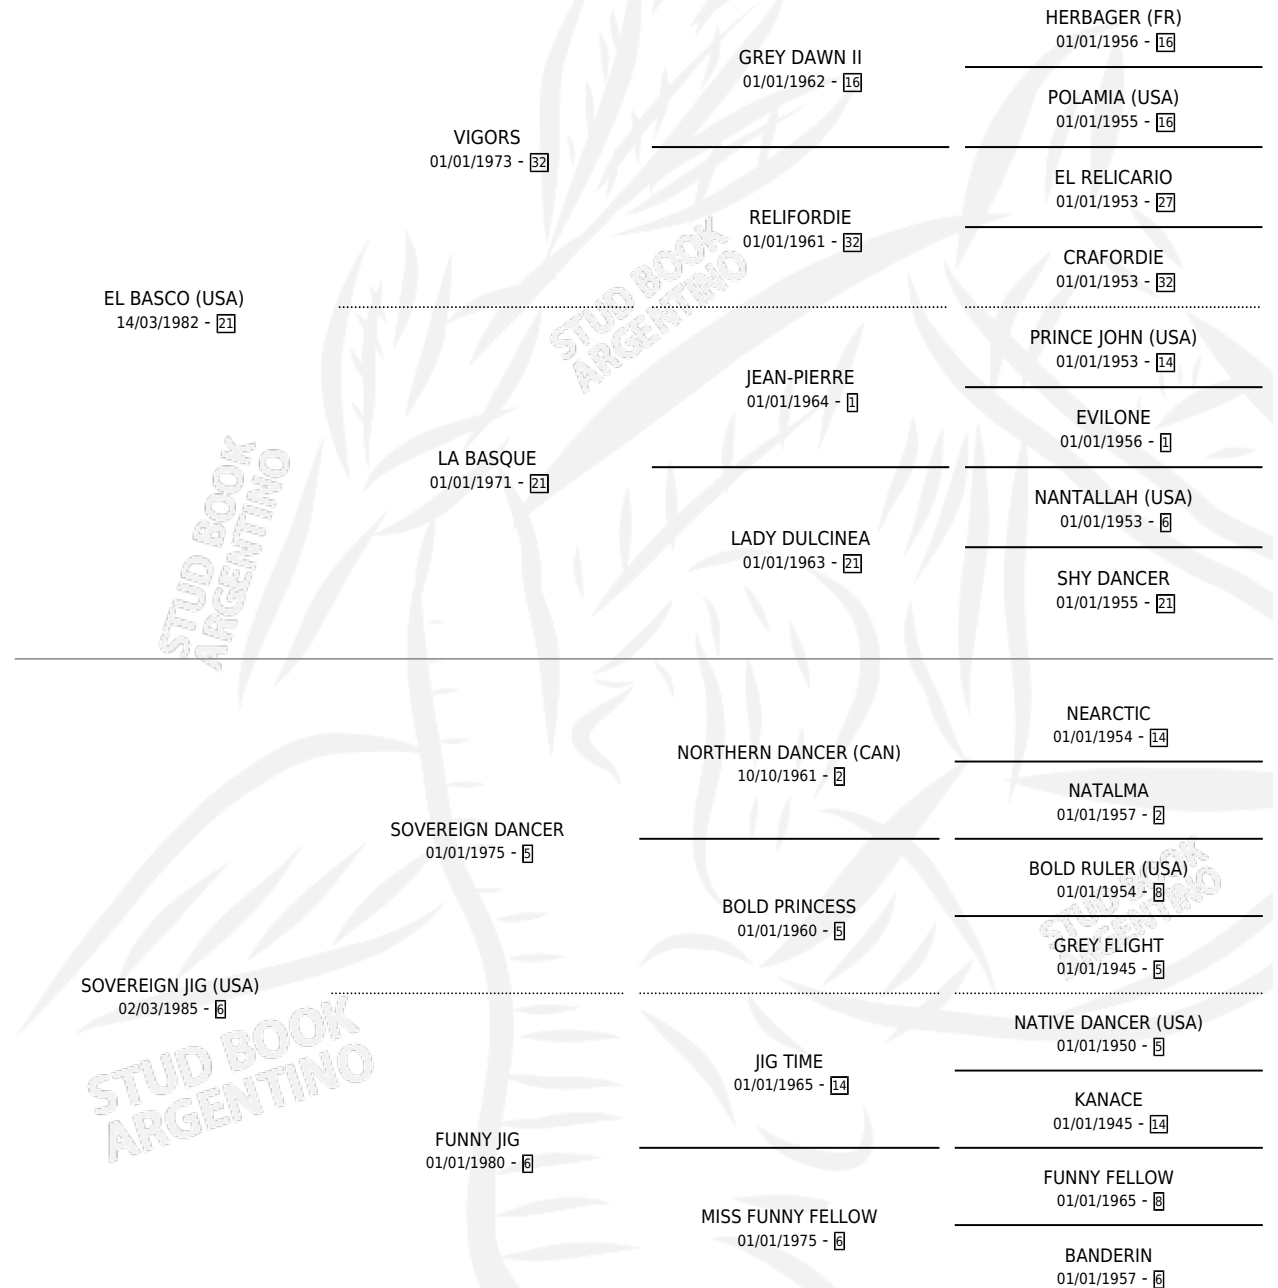 HERBAGER (FR)
01/01/1956 - 16
GREY DAWN II
01/01/1962 - 16
POLAMIA (USA)
01/01/1955 - 16
VIGORS
01/01/1973 - 32
EL RELICARIO
01/01/1953 - 27
RELIFORDIE
01/01/1961 - 32
CRAFORDIE
01/01/1953 - 32
EL BASCO (USA)
14/03/1982 - 21
PRINCE JOHN (USA)
01/01/1953 - 14
JEAN-PIERRE
01/01/1964 - 1
EVILONE
01/01/1956 - 1
LA BASQUE
01/01/1971 - 21
NANTALLAH (USA)
01/01/1953 - 6
LADY DULCINEA
01/01/1963 - 21
SHY DANCER
01/01/1955 - 21
STUD BOOK
ARGENTINO
STUD BOOK
ARGENTINO
NEARCTIC
01/01/1954 - 14
NORTHERN DANCER (CAN)
10/10/1961 - 2
NATALMA
01/01/1957 - 2
SOVEREIGN DANCER
01/01/1975 - 5
BOLD RULER (USA)
01/01/1954 - 8
BOLD PRINCESS
01/01/1960 - 5
GREY FLIGHT
01/01/1945 - 5
STUD BOOK
ARGENTINO
SOVEREIGN JIG (USA)
02/03/1985 - 6
NATIVE DANCER (USA)
01/01/1950 - 5
JIG TIME
01/01/1965 - 14
KANACE
01/01/1945 - 14
STUD BOOK
ARGENTINO
FUNNY JIG
01/01/1980 - 6
FUNNY FELLOW
01/01/1965 - 8
MISS FUNNY FELLOW
01/01/1975 - 6
BANDERIN
01/01/1957 - 6